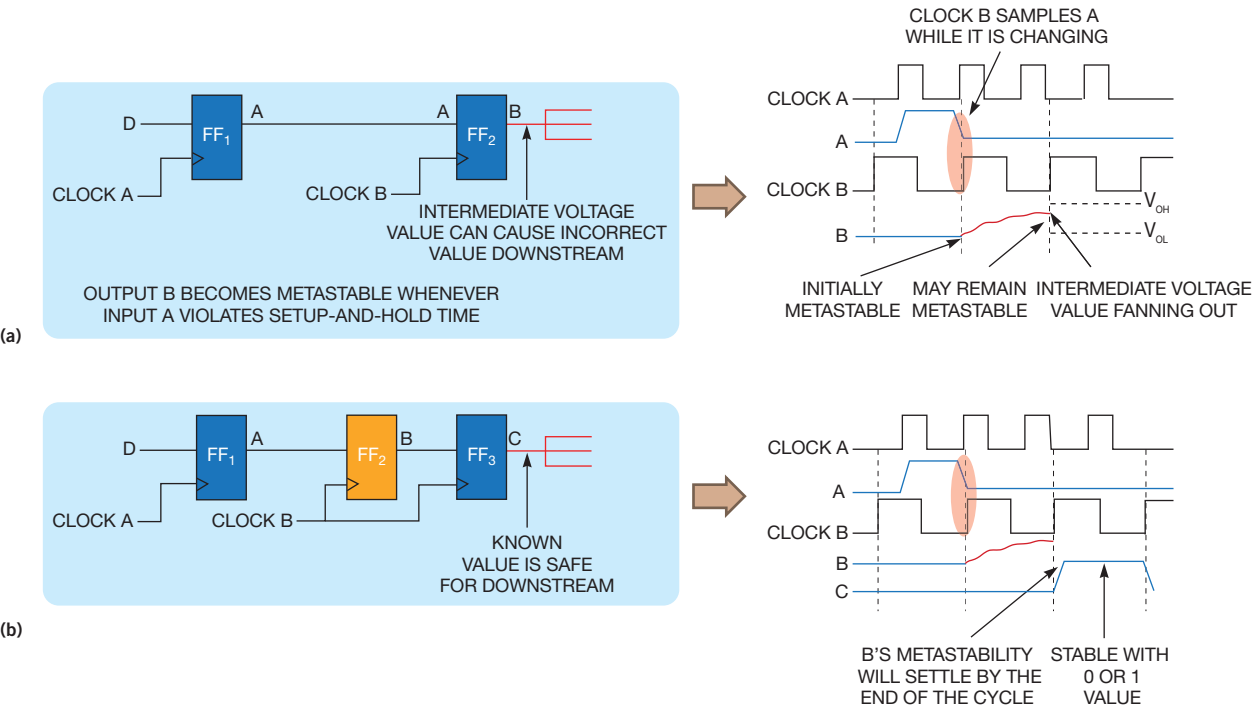 CLOCK B SAMPLES A
WHILE IT IS CHANGING
D
A
FF1
CLOCK A
A
B
FF2
CLOCK B
INTERMEDIATE VOLTAGE
VALUE CAN CAUSE INCORRECT
VALUE DOWNSTREAM
OUTPUT B BECOMES METASTABLE WHENEVER
INPUT A VIOLATES SETUP-AND-HOLD TIME
(a)
CLOCK A
A
CLOCK B
B
VOH
VOL
INITIALLY
METASTABLE
MAY REMAIN
METASTABLE
INTERMEDIATE VOLTAGE
VALUE FANNING OUT
D
A
FF1
CLOCK A
B
FF2
CLOCK B
C
FF3
KNOWN
VALUE IS SAFE
FOR DOWNSTREAM
(b)
CLOCK A
A
CLOCK B
B
C
B'S METASTABILITY
WILL SETTLE BY THE
END OF THE CYCLE
STABLE WITH
0 OR 1
VALUE